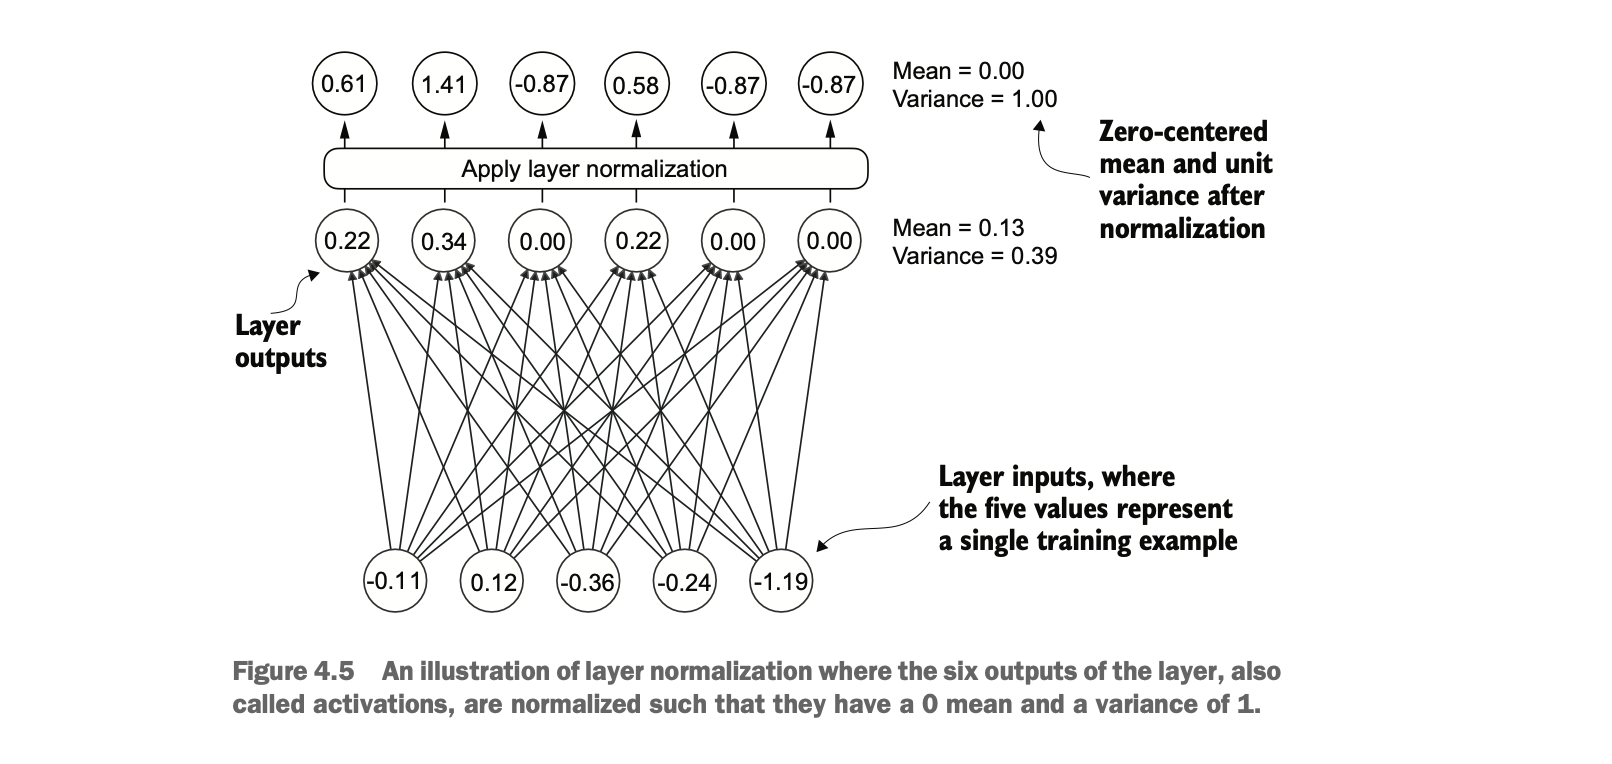 0.61 1.41 -0.87 0.58 -0.87 -0.87
Mean = 0.00
Variance = 1.00
Zero-centered
mean and unit
variance after
normalization
Apply layer normalization
0.22 0.34 0.00 0.22 0.00 0.00
Mean = 0.13
Variance = 0.39
Layer
outputs
Layer inputs, where
the five values represent
a single training example
-0.11 0.12 -0.36 -0.24 -1.19
Figure 4.5 An illustration of layer normalization where the six outputs of the layer, also
called activations, are normalized such that they have a 0 mean and a variance of 1.